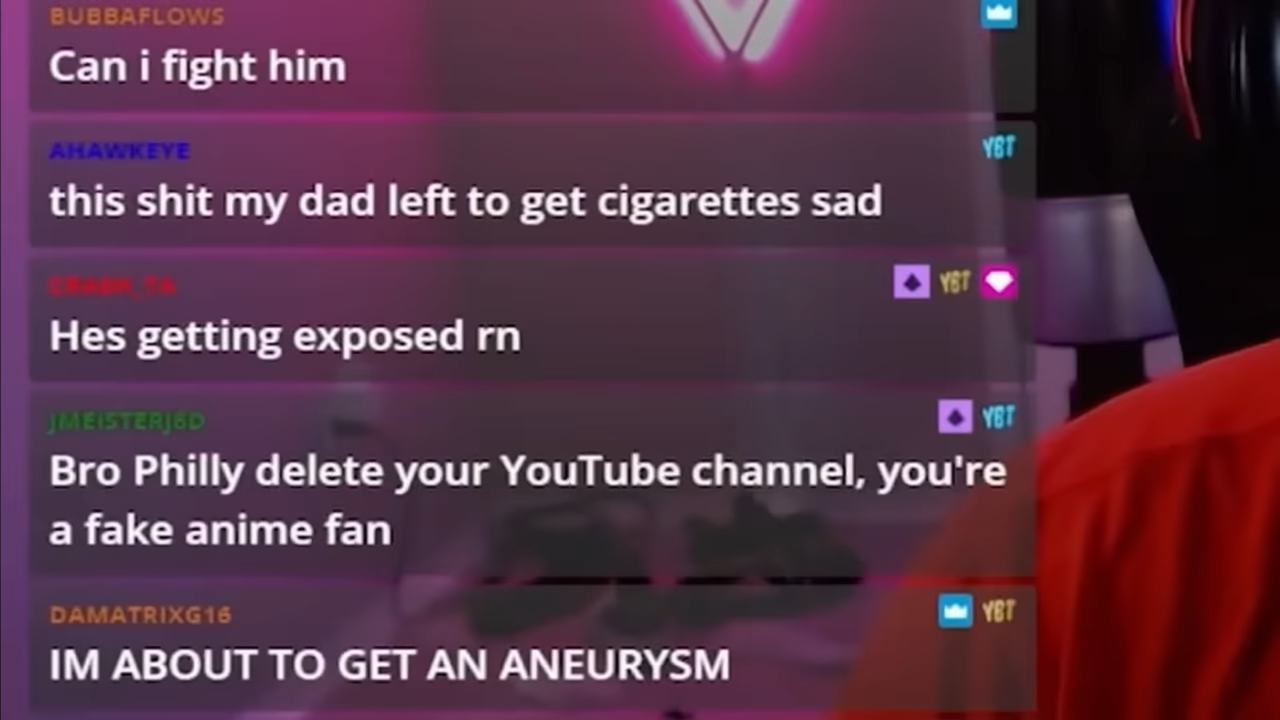 BUBBAFLOWS
Can i fight him
AHAWKEYE
YBT
this shit my dad left to get cigarettes sad
YBT
Hes getting exposed rn
JMEISTERJ6D
YBT
Bro Philly delete your YouTube channel, you're
a fake anime fan
DAMATRIXG16
YBT
IM ABOUT TO GET AN ANEURYSM